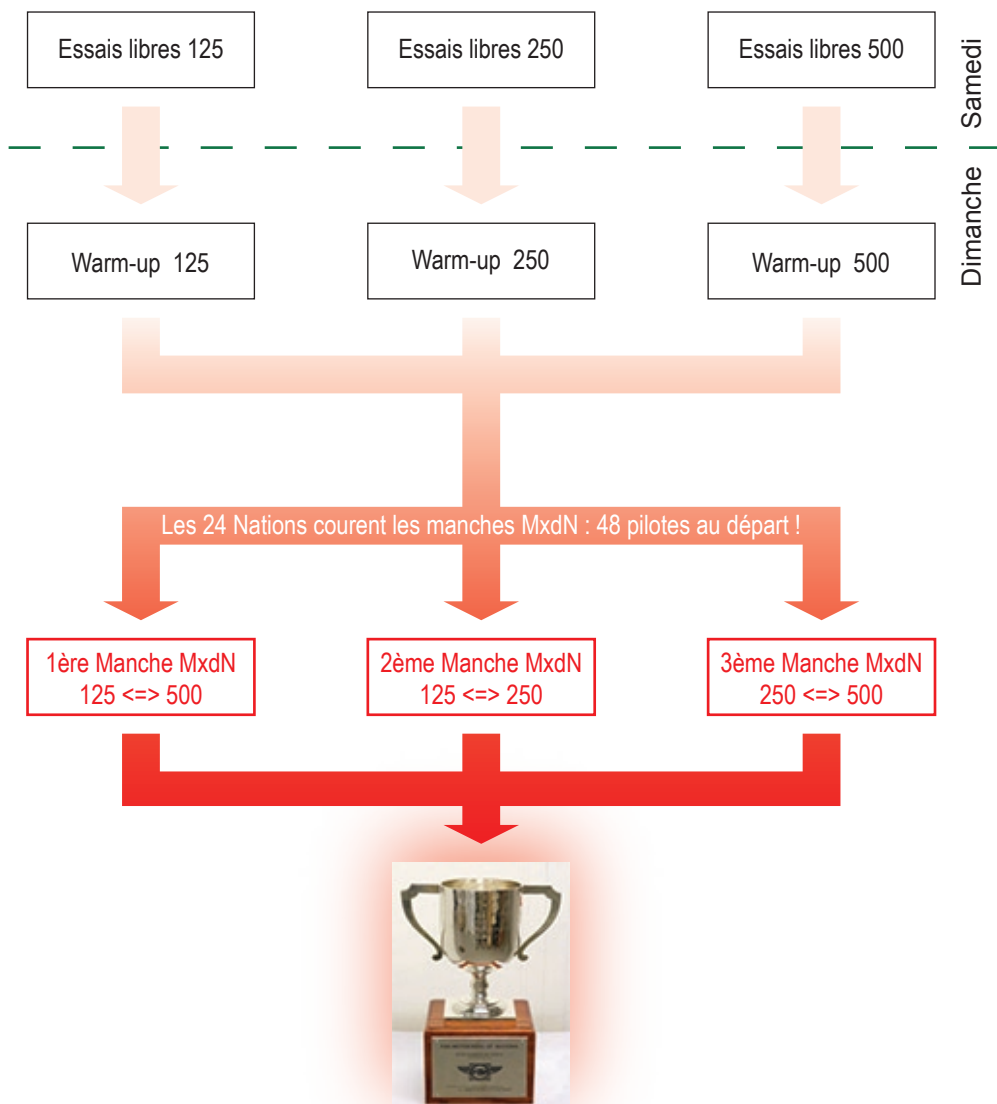 Essais libres 125
Essais libres 250
Essais libres 500
Samedi
Dimanche
Warm-up 125
Warm-up 250
Warm-up 500
Les 24 Nations courent les manches MxdN : 48 pilotes au départ !
1ère Manche MxdN
125 <=> 500
2ème Manche MxdN
125 <=> 250
3ème Manche MxdN
250 <=> 500